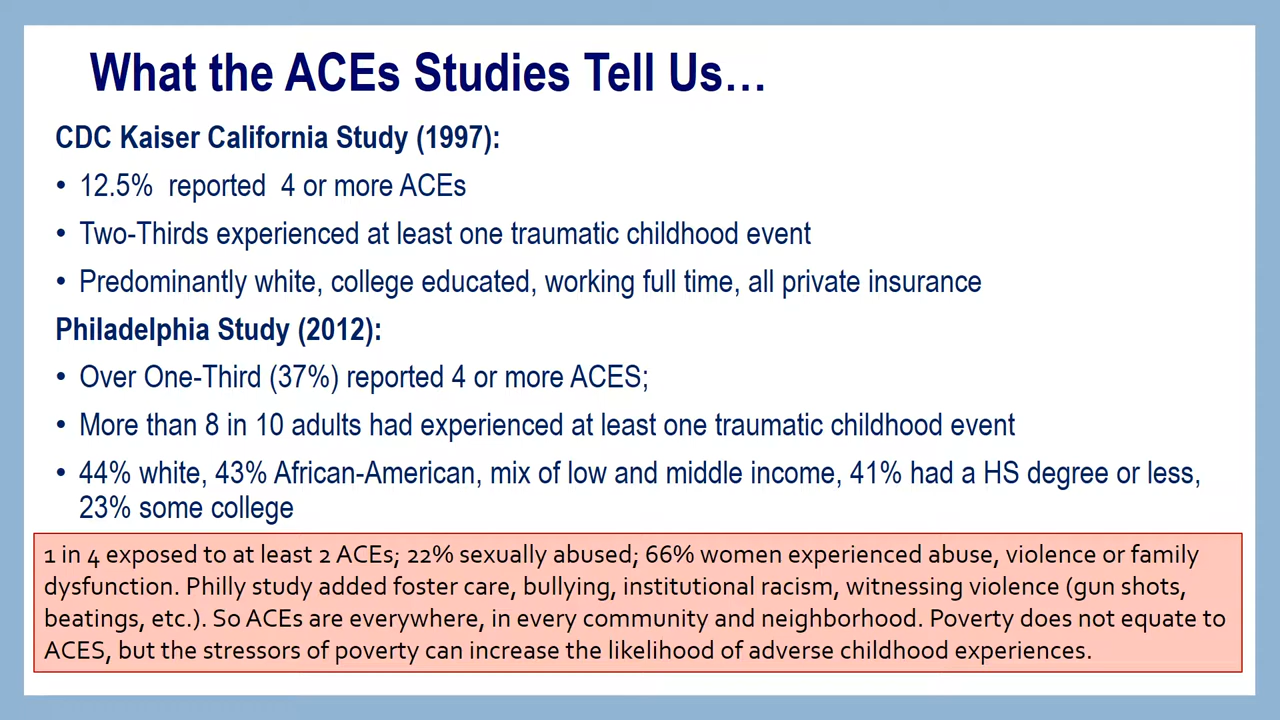 What the ACEs Studies Tell Us…
CDC Kaiser California Study (1997):
• 12.5% reported 4 or more ACEs
• Two-Thirds experienced at least one traumatic childhood event
• Predominantly white, college educated, working full time, all private insurance
Philadelphia Study (2012):
• Over One-Third (37%) reported 4 or more ACES;
• More than 8 in 10 adults had experienced at least one traumatic childhood event
• 44% white, 43% African-American, mix of low and middle income, 41% had a HS degree or less,
23% some college
1 in 4 exposed to at least 2 ACEs; 22% sexually abused; 66% women experienced abuse, violence or family
dysfunction. Philly study added foster care, bullying, institutional racism, witnessing violence (gun shots,
beatings, etc.). So ACEs are everywhere, in every community and neighborhood. Poverty does not equate to
ACES, but the stressors of poverty can increase the likelihood of adverse childhood experiences.